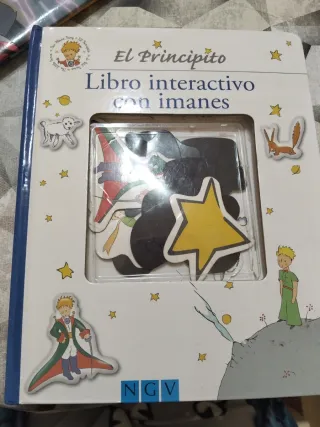 El Principito
Libro interactivo
con imanes
NGV